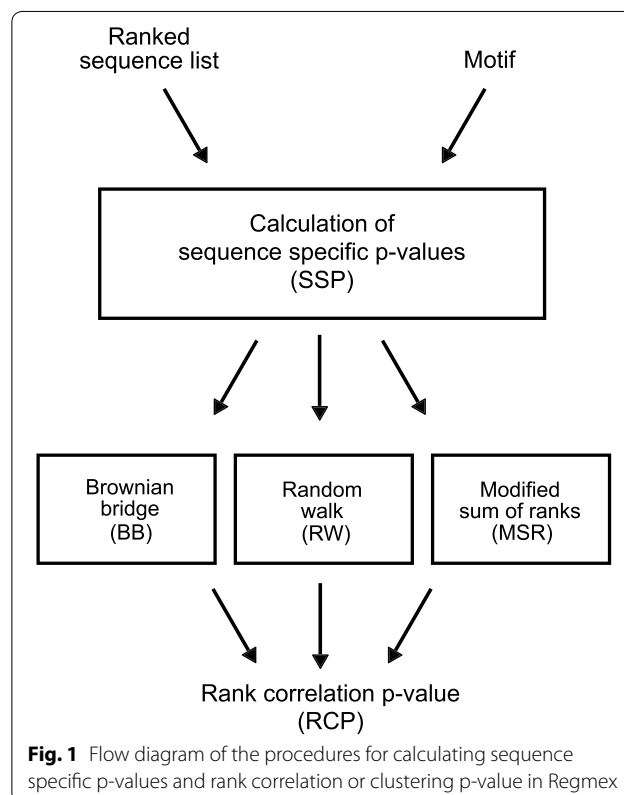 Ranked
sequence list
Motif
Calculation of
sequence specific p-values
(SSP)
Brownian
bridge
(BB)
Random
walk
(RW)
Modified
sum of ranks
(MSR)
Rank correlation p-value
(RCP)
Fig. 1 Flow diagram of the procedures for calculating sequence
specific p-values and rank correlation or clustering p-value in Regmex